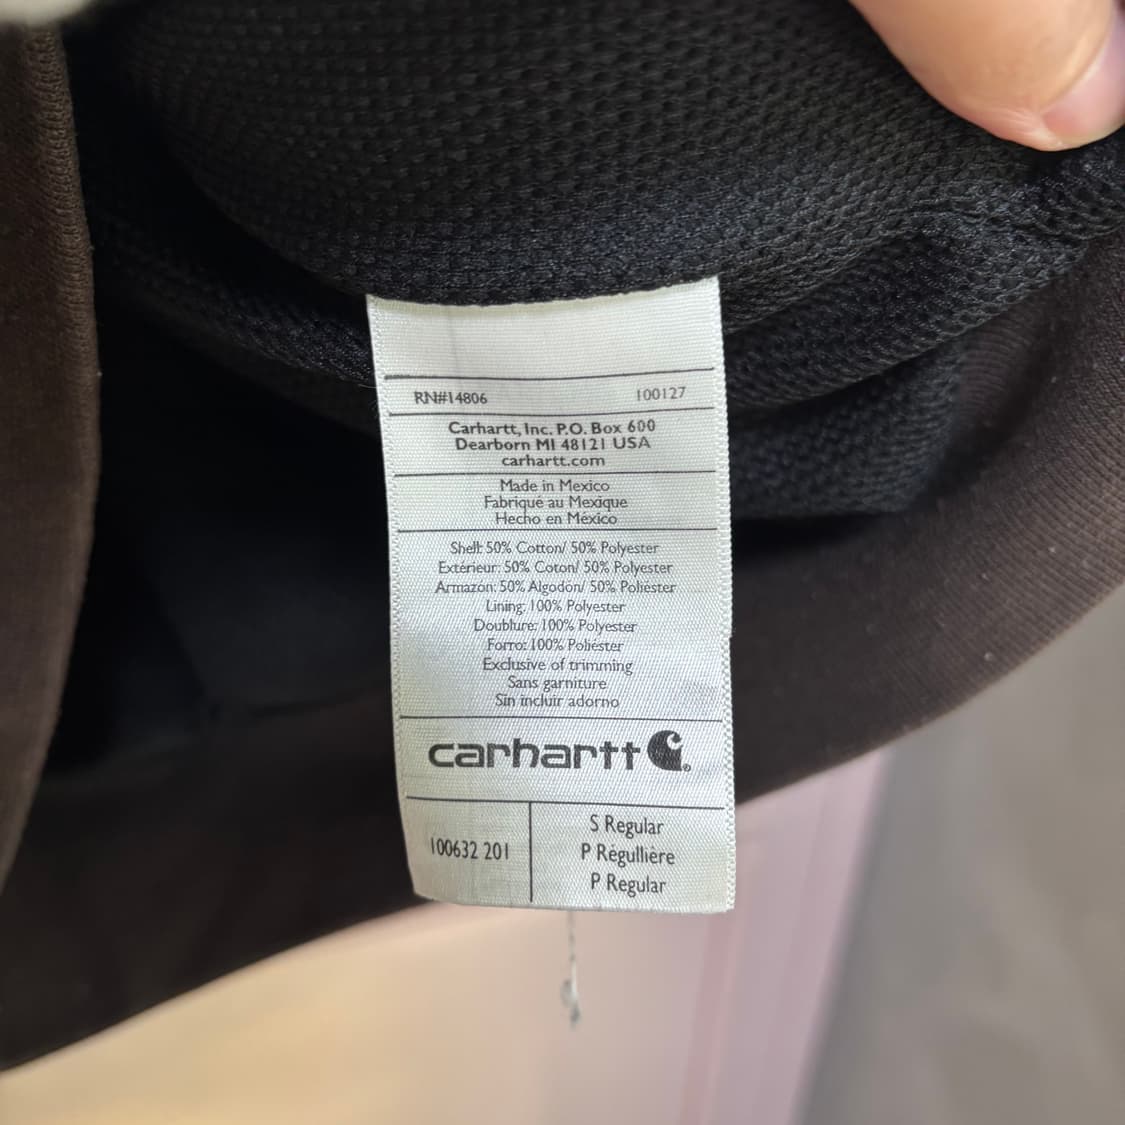 RN#14806 100127
Carhartt, Inc. P.O. Box 600
Dearborn MI 48121 USA
carhartt.com
Made in Mexico
Fabriqué au Mexique
Hecho en México
Shell: 50% Cotton/ 50% Polyester
Extérieur: 50% Coton/ 50% Polyester
Armazón: 50% Algodón/ 50% Poliéster
Lining: 100% Polyester
Doublure: 100% Polyester
Forro: 100% Poliéster
Exclusive of trimming
Sans garniture
Sin incluir adorno
carhartt
100632 201
S Regular
P Régullière
P Regular